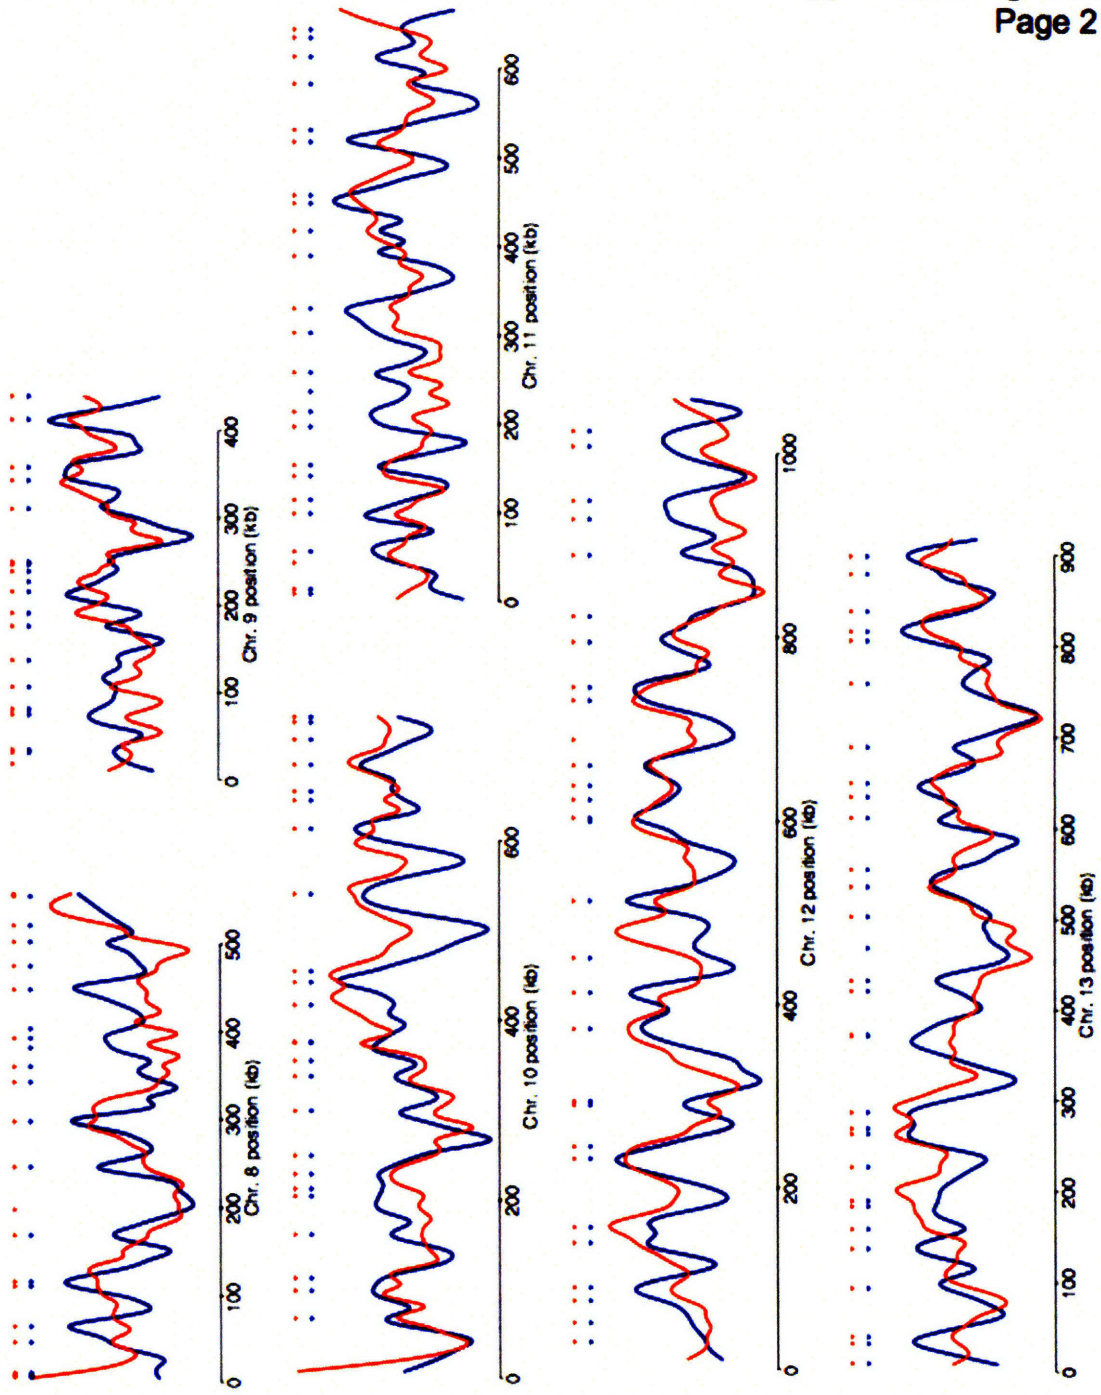 Page 2
0 100 200 300 400 500
Chr. 8 position (kb)
0 100 200 300 400
Chr. 9 position (kb)
0 200 400 600
Chr. 10 position (kb)
0 100 200 300 400 500 600
Chr. 11 position (kb)
0 200 400 600 800 1000
Chr. 12 position (kb)
0 100 200 300 400 500 600 700 800 900
Chr. 13 position (kb)